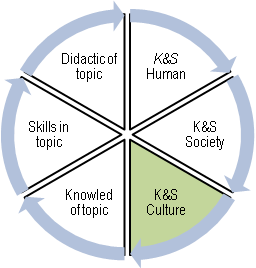 Didactic of
topic
K&S
Human
K&S
Society
K&S
Culture
Knowled
of topic
Skills in
topic